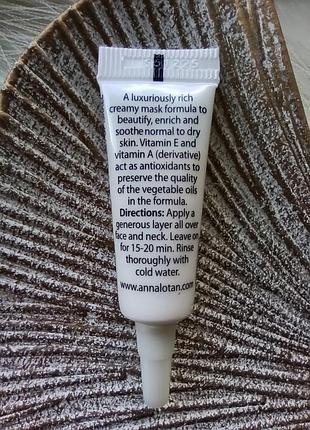 A luxuriously rich
creamy mask formula to
beautify, enrich and
soothe normal to dry
skin. Vitamin E and
vitamin A (derivative)
act as antioxidants to
preserve the quality
of the vegetable oils
in the formula.
Directions: Apply a
generous layer all over
face and neck. Leave on
for 15-20 min. Rinse
thoroughly with
cold water.
www.annalotan.com